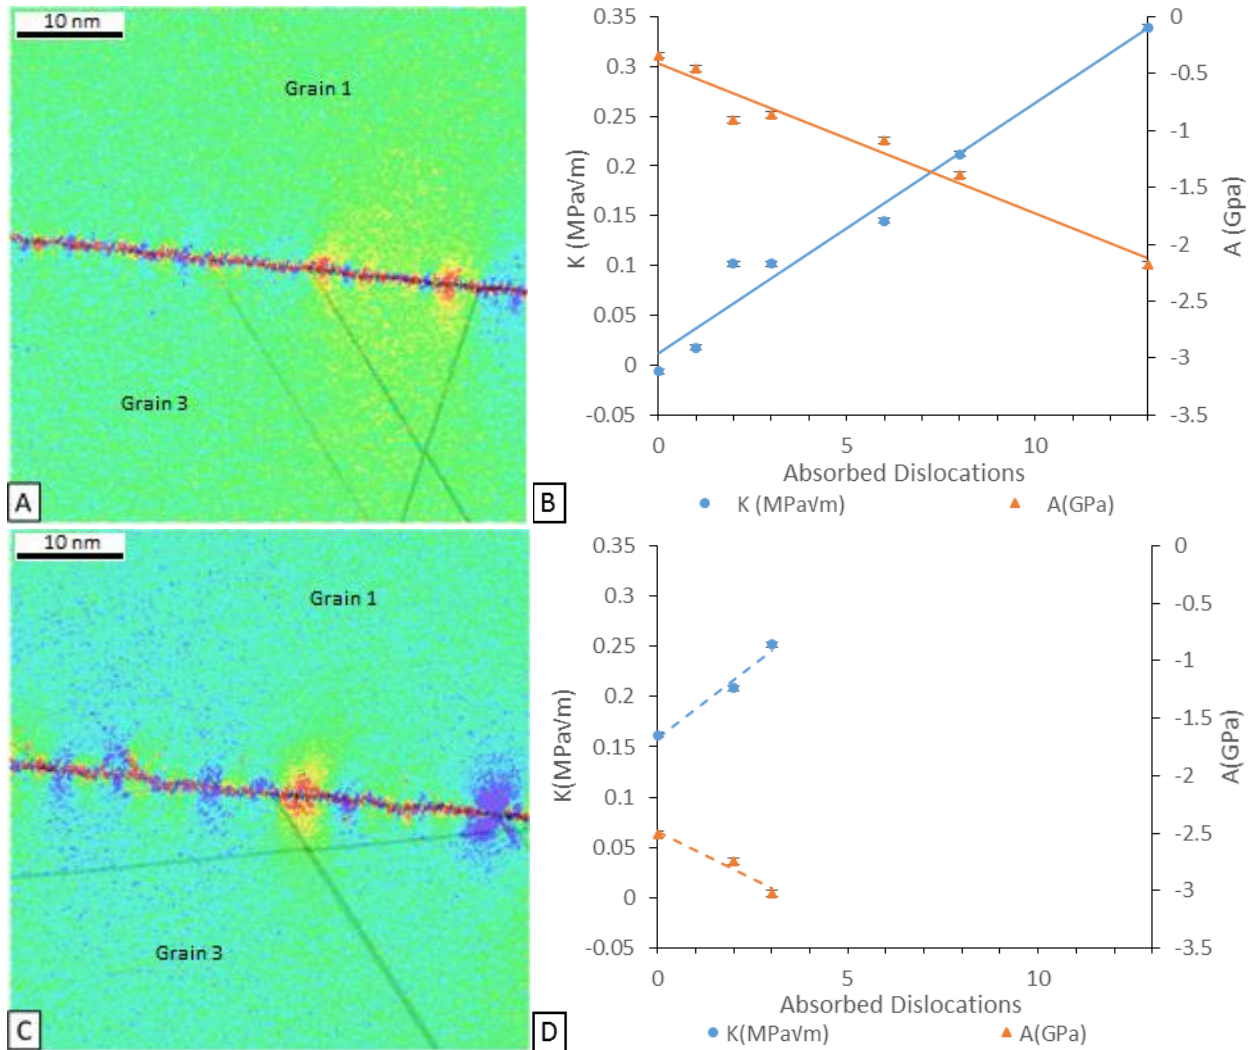 10 nm
Grain 1
Grain 3
A
0.35
0.3
0.25
0.2
0.15
0.1
0.05
0
-0.05
K (MPa√m)
0
-0.5
-1
-1.5
-2
-2.5
-3
-3.5
A (Gpa)
0
5
10
Absorbed Dislocations
K (MPa√m)
A(GPa)
B
10 nm
Grain 1
Grain 3
C
0.35
0.3
0.25
0.2
0.15
0.1
0.05
0
-0.05
K(MPa√m)
0
-0.5
-1
-1.5
-2
-2.5
-3
-3.5
A(GPa)
0
5
10
Absorbed Dislocations
K(MPa√m)
A(GPa)
D